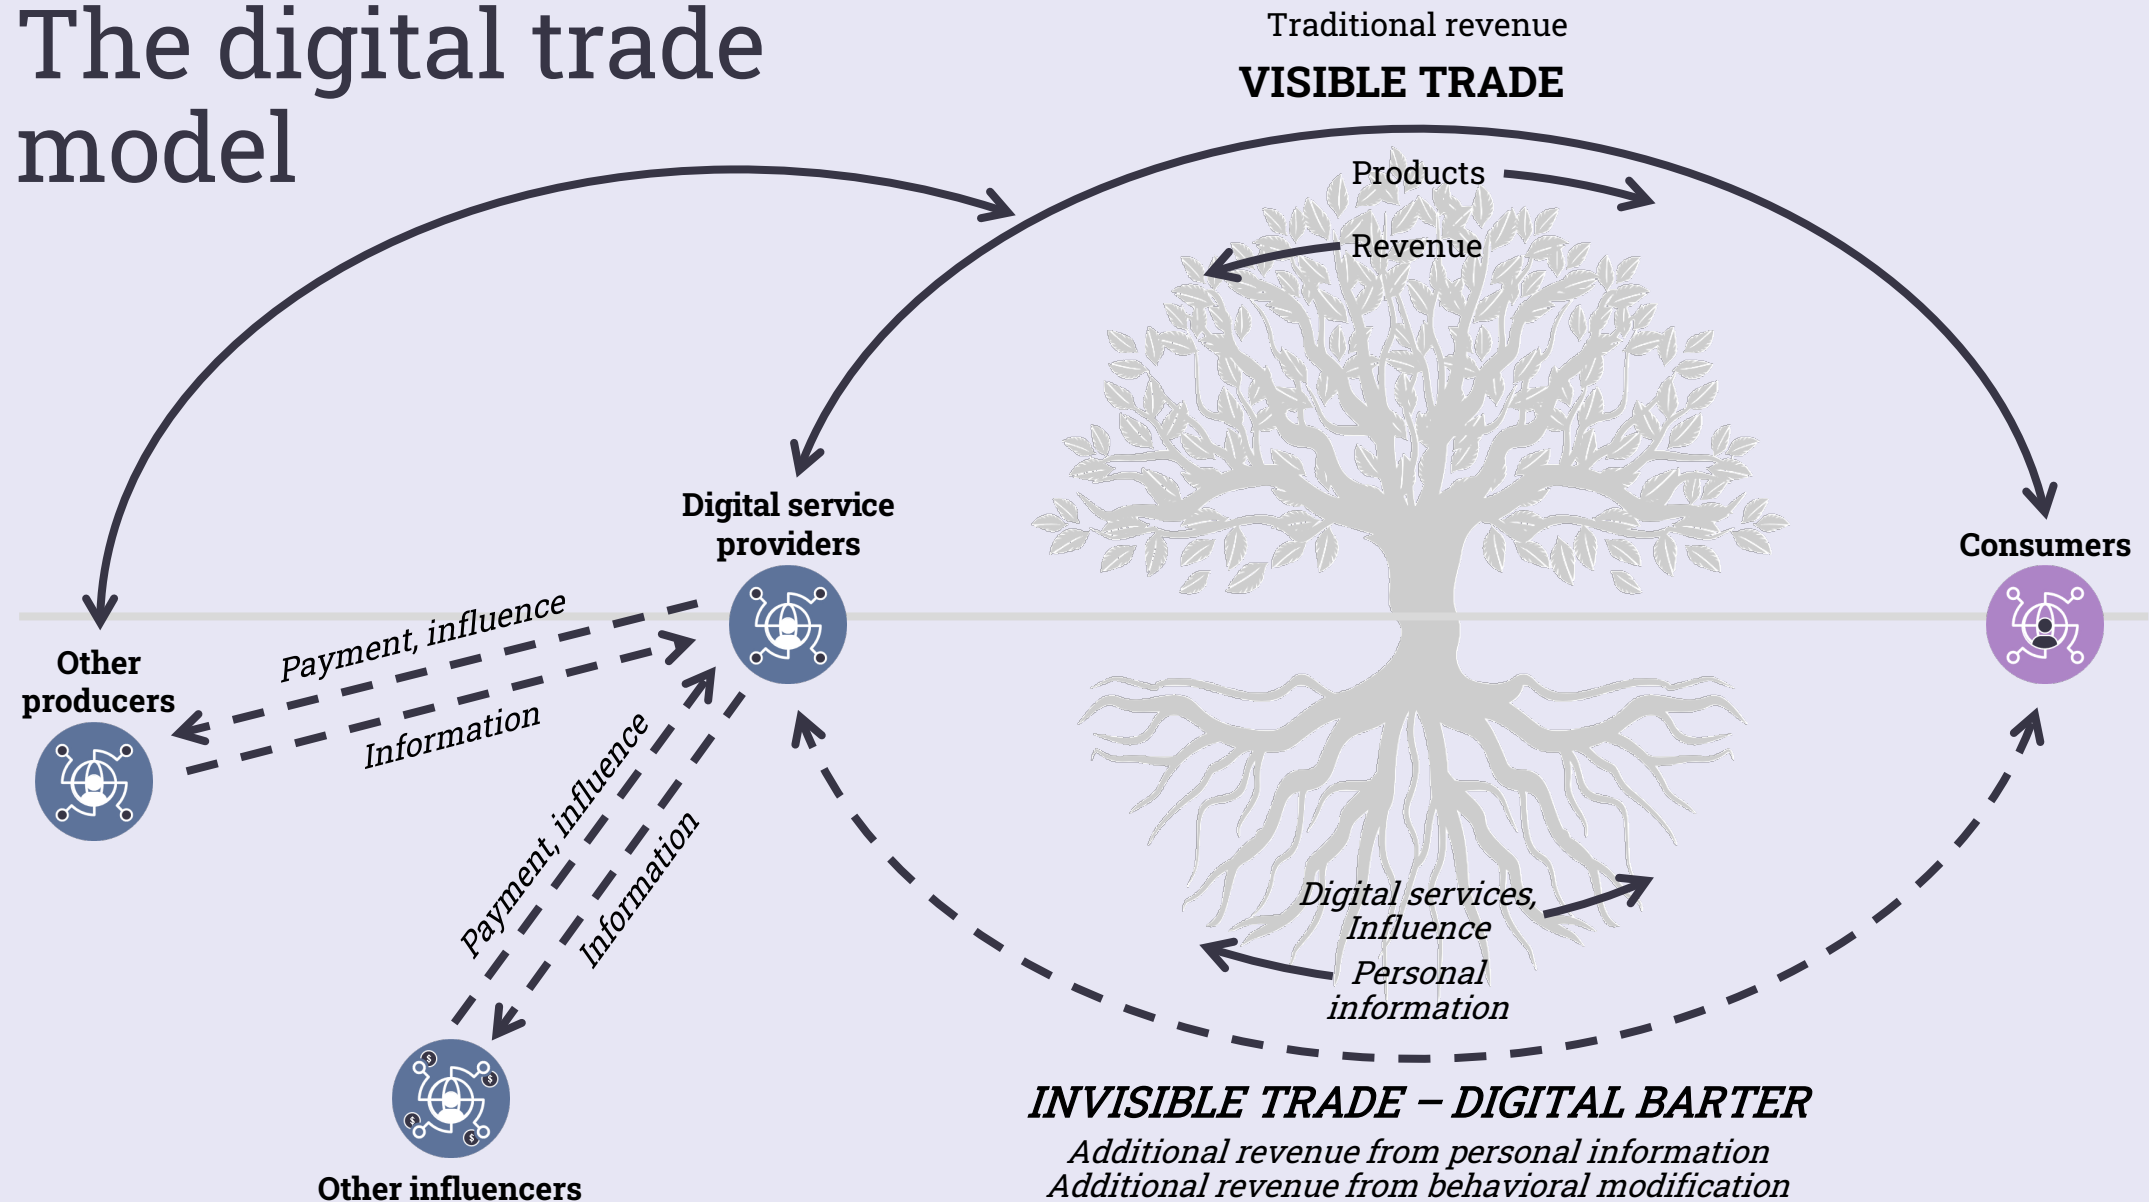 The digital trade
model
Traditional revenue
VISIBLE TRADE
Products
Revenue
Digital service
providers
Consumers
Other
producers
Payment, influence
Information
Payment, influence
Information
Digital services,
Influence
Personal
information
INVISIBLE TRADE – DIGITAL BARTER
Additional revenue from personal information
Additional revenue from behavioral modification
Other influencers
$
$
$
$